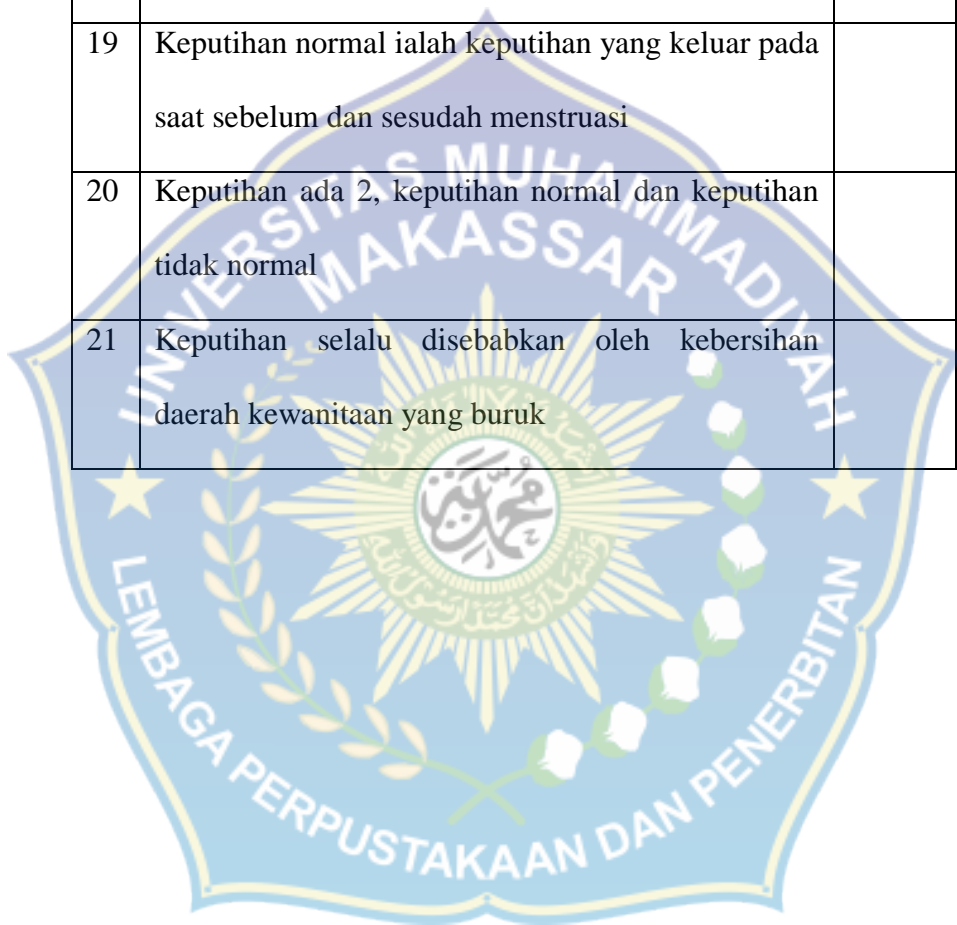 19 Keputihan normal ialah keputihan yang keluar pada
saat sebelum dan sesudah menstruasi
20 Keputihan ada 2, keputihan normal dan keputihan
tidak normal
21 Keputihan selalu disebabkan oleh kebersihan
daerah kewanitaan yang buruk
UNIVERSITAS MUHAMMADIYAH
MAKASSAR
LEMBAGA PERPUSTAKAAN DAN PENERBITAN